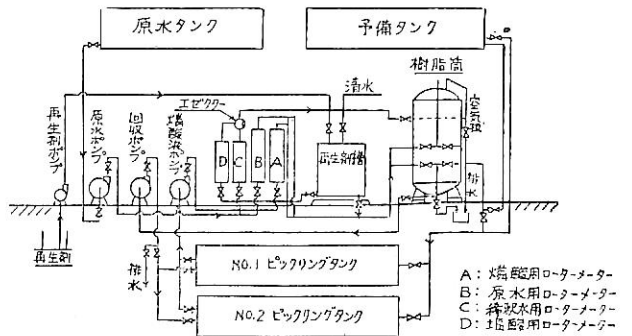 原水タンク
予備タンク
樹脂筒
清水
エゼクター
空気抜
再生剤ポンプ
原水ポンプ
回収ポンプ
燐酸液ポンプ
D
C
B
A
再生剤槽
排水
再生剤
排水
NO.1 ピックリングタンク
NO.2 ピックリングタンク
A: 燐酸用ローターメーター
B: 原水用ローターメーター
C: 稀釈水用ローターメーター
D: 塩酸用ローターメーター